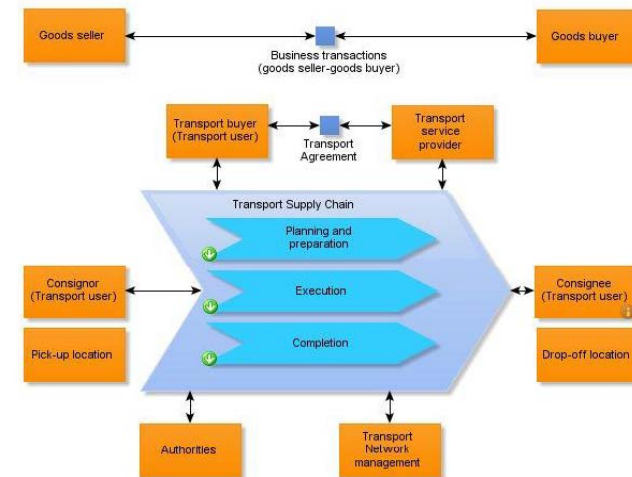 Goods seller
Goods buyer
Business transactions
(goods seller-goods buyer)
Transport buyer
(Transport user)
Transport
Agreement
Transport
service
provider
Transport Supply Chain
Planning and
preparation
Consignor
(Transport user)
Execution
Consignee
(Transport user)
Pick-up location
Completion
Drop-off location
Authorities
Transport
Network
management